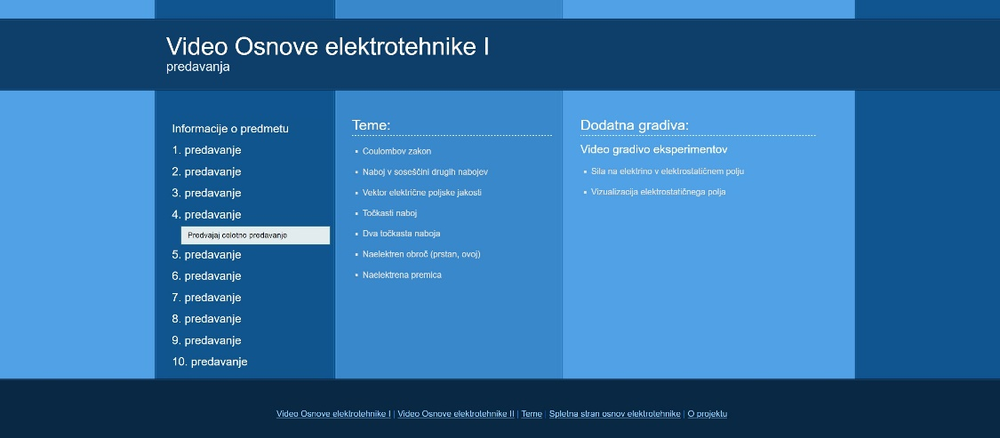 Video Osnove elektrotehnike I
predavanja
Informacije o predmetu
1. predavanje
2. predavanje
3. predavanje
4. predavanje
Predvajaj celotno predavanje
5. predavanje
6. predavanje
7. predavanje
8. predavanje
9. predavanje
10. predavanje
Teme:
Coulombov zakon
Naboj v soseščini drugih nabojev
Vektor električne poljske jakosti
Točkasti naboj
Dva točkasta naboja
Naelektren obroč (prstan, ovoj)
Naelektrena premica
Dodatna gradiva:
Video gradivo eksperimentov
Sila na elektrino v elektrostatičnem polju
Vizualizacija elektrostatičnega polja
Video Osnove elektrotehnike I | Video Osnove elektrotehnike II | Teme | Spletna stran osnov elektrotehnike | O projektu